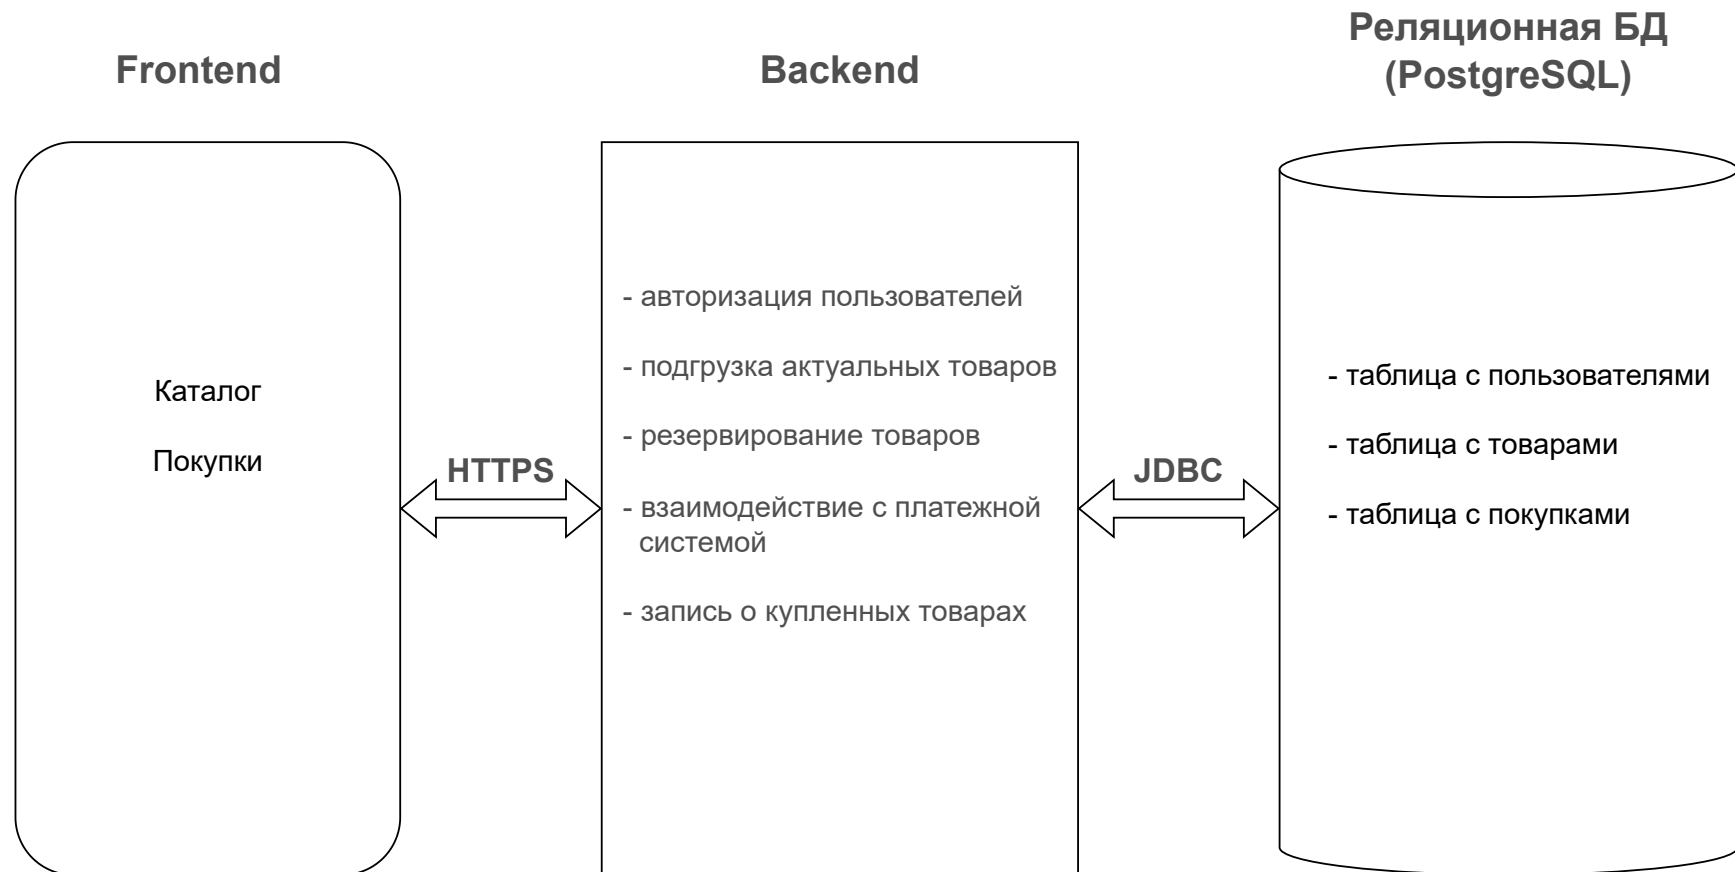 Frontend
Backend
Реляционная БД
(PostgreSQL)
Каталог
Покупки
HTTPS
- авторизация пользователей
- подгрузка актуальных товаров
- резервирование товаров
- взаимодействие с платежной
системой
- запись о купленных товарах
JDBC
- таблица с пользователями
- таблица с товарами
- таблица с покупками